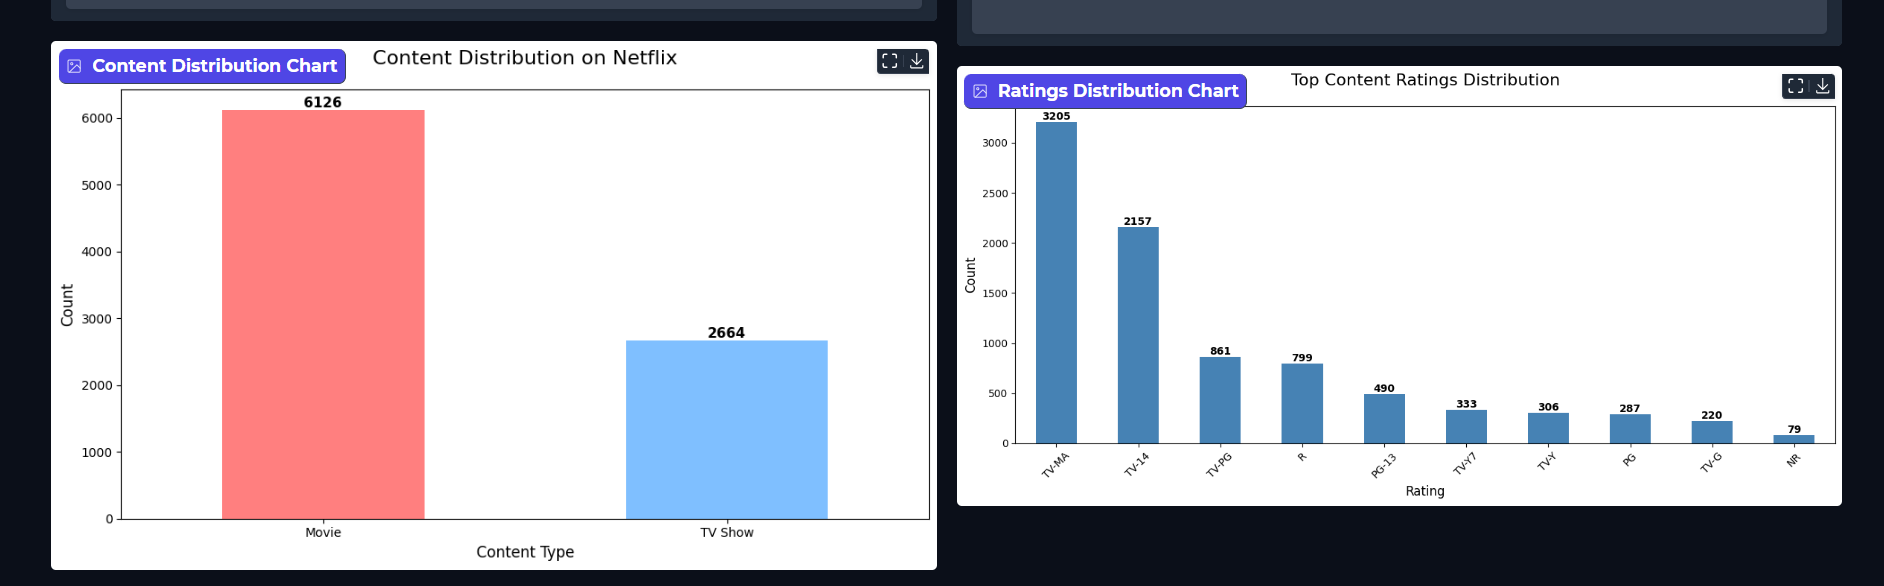 Content Distribution Chart
Content Distribution on Netflix
6126
2664
6000
5000
4000
3000
2000
1000
0
Count
Movie
TV Show
Content Type
Ratings Distribution Chart
Top Content Ratings Distribution
3205
2157
861
799
490
333
306
287
220
79
3000
2500
2000
1500
1000
500
0
Count
TV-MA
TV-14
TV-PG
R
PG-13
TV-Y7
TV-Y
PG
TV-G
NR
Rating